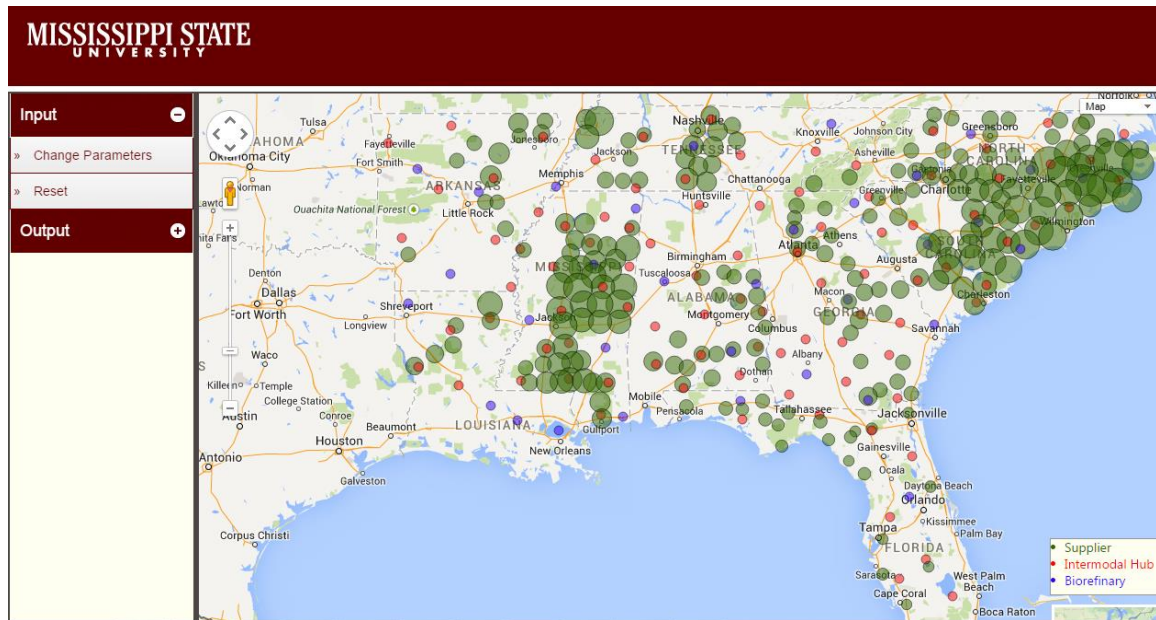 MISSISSIPPI STATE
UNIVERSITY
Input
» Change Parameters
» Reset
Output
Map
Tulsa
Nashville
Knoxville
Johnson City
Greensboro
Fayetteville
Jonesboro
TENNESSEE
NORTH
CAROLINA
Oklahoma City
Fort Smith
Jackson
Asheville
Norman
ARKANSAS
Memphis
Chattanooga
Greenville
Charlotte
Fayetteville
Ouachita National Forest
Little Rock
Huntsville
Wilmington
Athens
Atlanta
SOUTH
CAROLINA
Birmingham
Augusta
Denton
Dallas
Fort Worth
Tuscaloosa
ALABAMA
Macon
GEORGIA
Charleston
Shreveport
Longview
Jackson
Montgomery
Columbus
Savannah
Waco
Albany
Dothan
Killeen
Temple
College Station
Mobile
Tallahassee
Jacksonville
Austin
Conroe
Beaumont
LOUISIANA
Gulfport
Pensacola
Houston
New Orleans
Gainesville
Antonio
Ocala
Galveston
Daytona Beach
Orlando
Kissimmee
Tampa
Palm Bay
Corpus Christi
FLORIDA
Supplier
Intermodal Hub
Biorefinary
Sarasota
West Palm
Beach
Cape Coral
Boca Raton